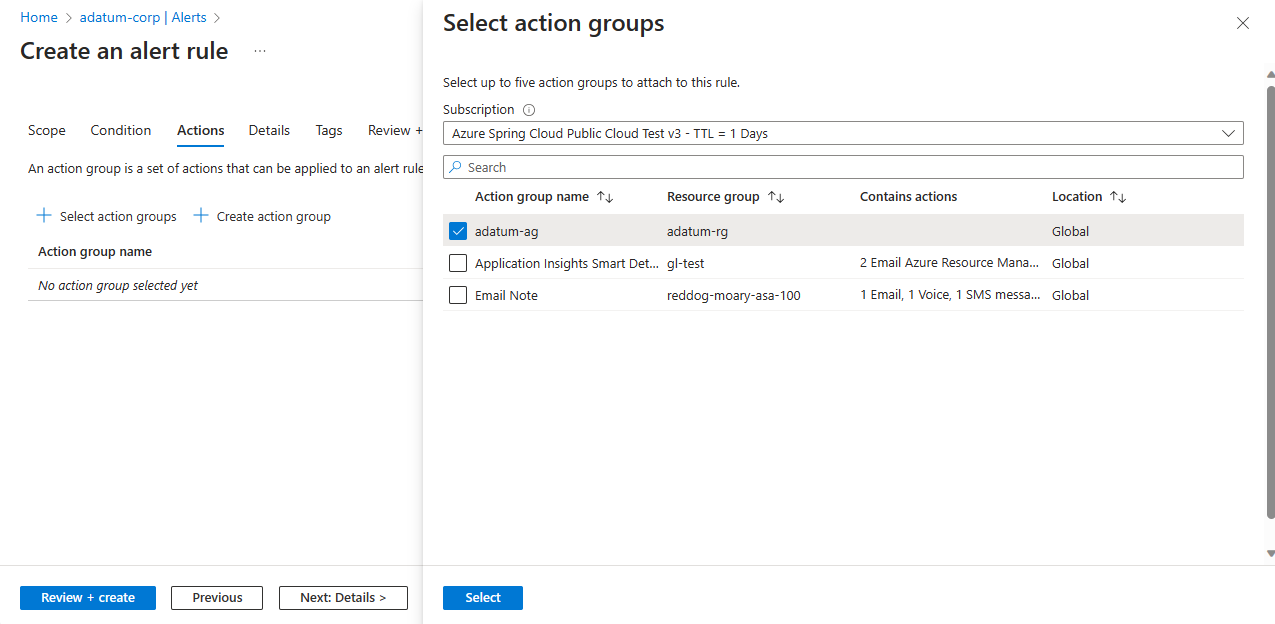 Home > adatum-corp | Alerts >
Create an alert rule ...
Scope Condition Actions Details Tags Review +
An action group is a set of actions that can be applied to an alert rule
+ Select action groups + Create action group
Action group name
No action group selected yet
Review + create Previous Next: Details >
Select action groups
Select up to five action groups to attach to this rule.
Subscription
Azure Spring Cloud Public Cloud Test v3 - TTL = 1 Days
Search
Action group name ↑↓ Resource group ↑↓ Contains actions Location ↑↓
adatum-ag adatum-rg Global
Application Insights Smart Det... gl-test 2 Email Azure Resource Mana... Global
Email Note reddog-moary-asa-100 1 Email, 1 Voice, 1 SMS messa... Global
Select